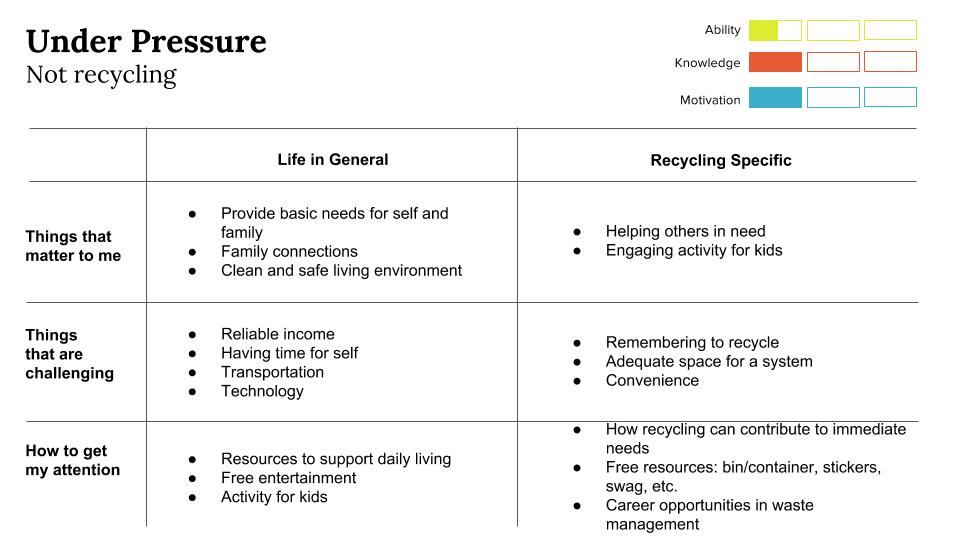 Under Pressure
Not recycling
Ability
Knowledge
Motivation
Life in General
Recycling Specific
Things that
matter to me
● Provide basic needs for self and
family
● Family connections
● Clean and safe living environment
● Helping others in need
● Engaging activity for kids
Things
that are
challenging
● Reliable income
● Having time for self
● Transportation
● Technology
● Remembering to recycle
● Adequate space for a system
● Convenience
How to get
my attention
● Resources to support daily living
● Free entertainment
● Activity for kids
● How recycling can contribute to immediate
needs
● Free resources: bin/container, stickers,
swag, etc.
● Career opportunities in waste
management